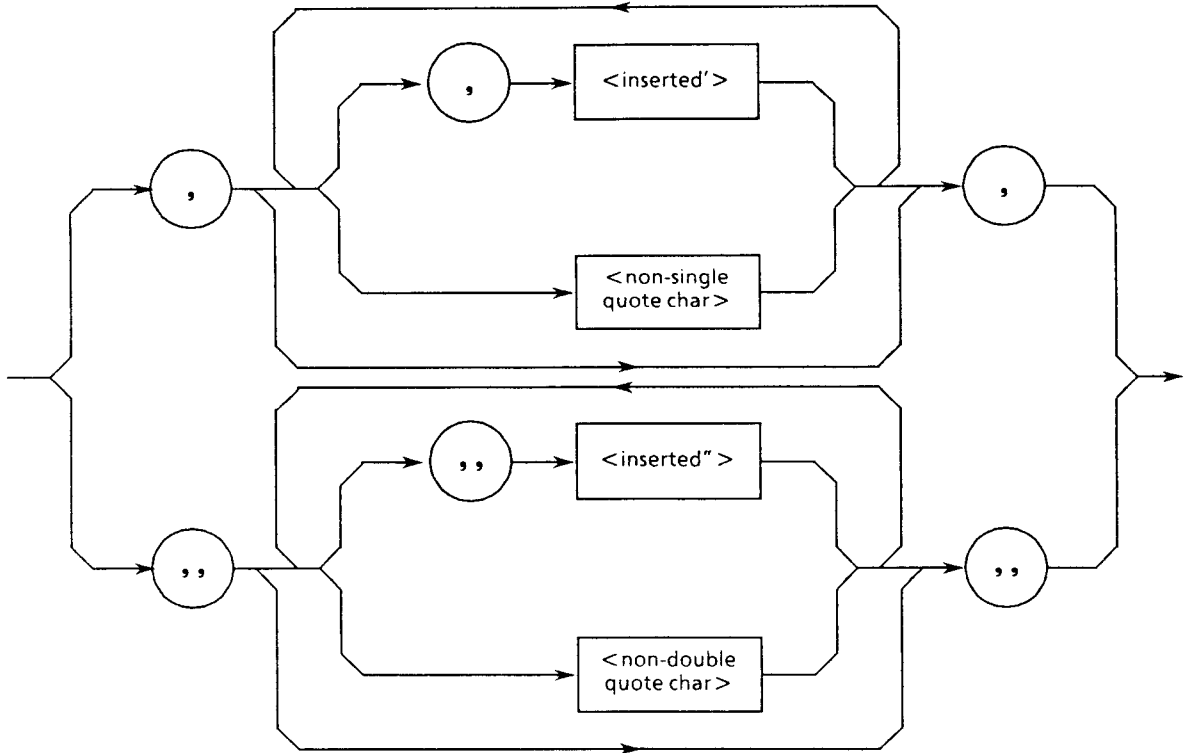 ,
<inserted'>
,
,
<non-single
quote char>
,,
<inserted">
,,
,,
<non-double
quote char>